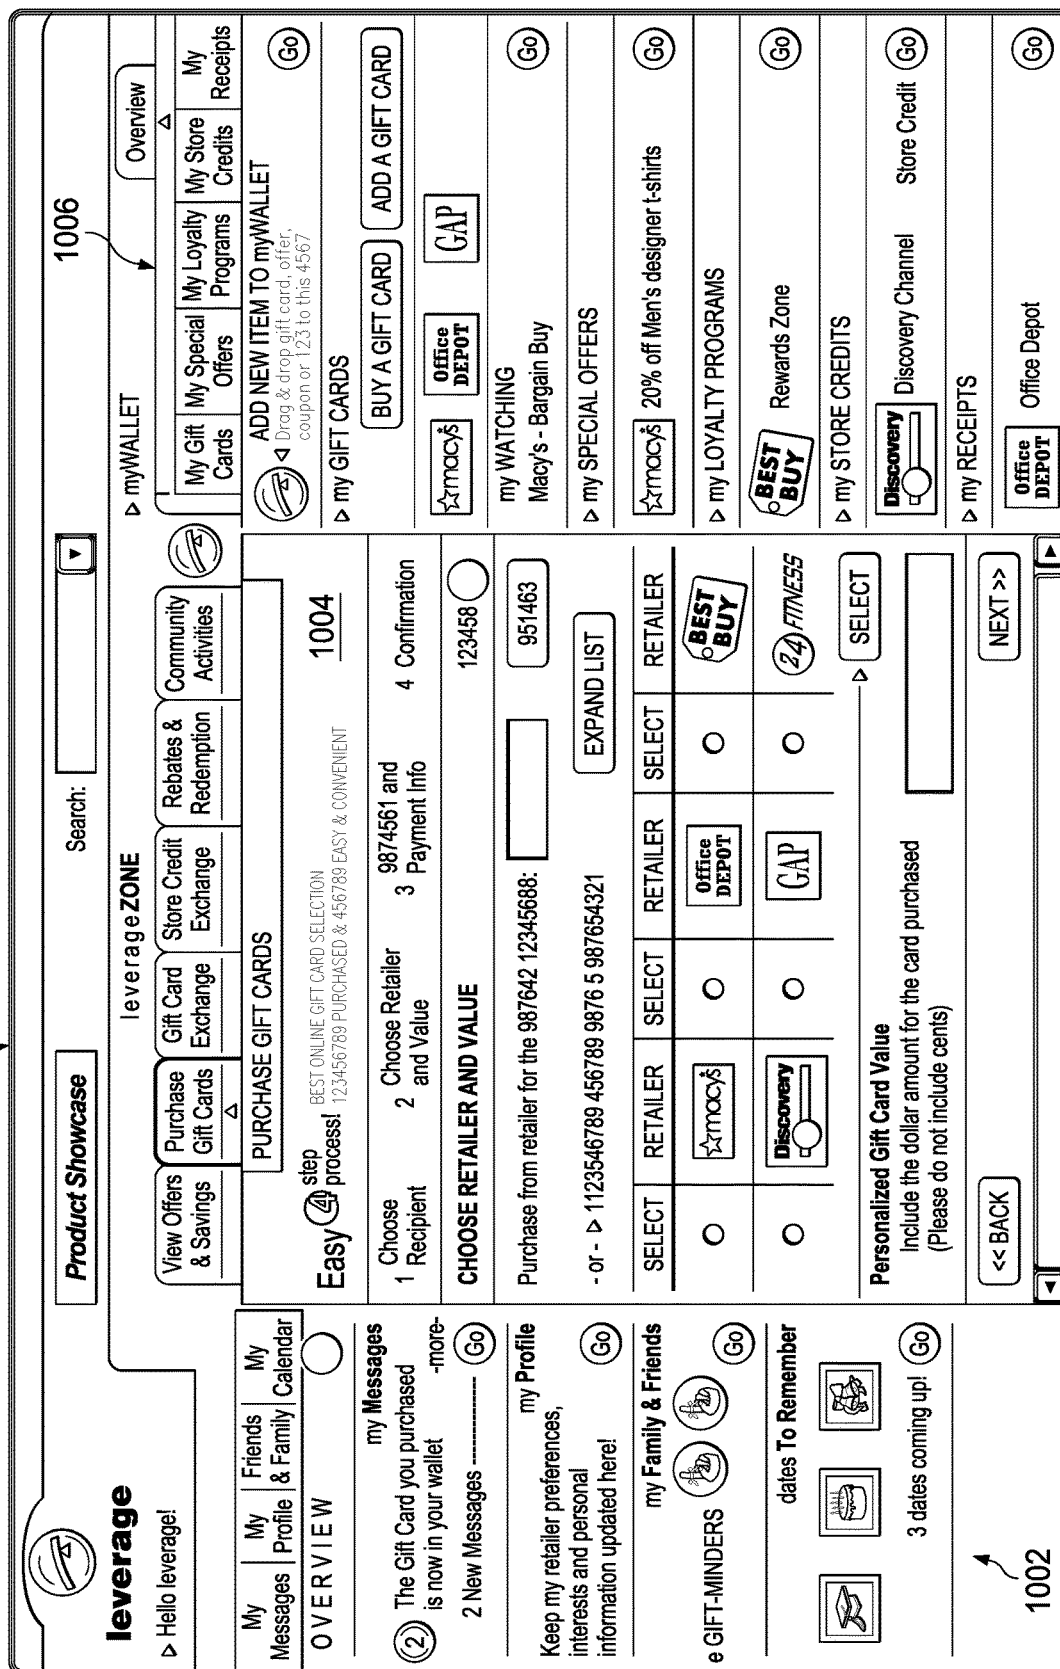 leverage
Product Showcase
Search:
1006
▷ Hello leverage!
leverageZONE
▷ myWALLET
Overview
My Messages
My Profile
Friends & Family
My Calendar
OVERVIEW
my Messages
2
The Gift Card you purchased
is now in your wallet
-more-
2 New Messages ------------
Go
my Profile
Keep my retailer preferences,
interests and personal
information updated here!
Go
my Family & Friends
e GIFT-MINDERS
Go
dates To Remember
3 dates coming up!
Go
1002
View Offers & Savings
Purchase Gift Cards
Gift Card Exchange
Store Credit Exchange
Rebates & Redemption
Community Activities
PURCHASE GIFT CARDS
Easy 4 step process!
BEST ONLINE GIFT CARD SELECTION
123456789 PURCHASED & 456789 EASY & CONVENIENT
1004
1 Choose Recipient
2 Choose Retailer and Value
3 9874561 and Payment Info
4 Confirmation
CHOOSE RETAILER AND VALUE
123458
Purchase from retailer for the 987642 12345688:
951463
- or - ▷ 1123546789 456789 9876 5 987654321
EXPAND LIST
SELECT RETAILER SELECT RETAILER SELECT RETAILER
macy's
Office DEPOT
BEST BUY
Discovery
GAP
24 FITNESS
▷ SELECT
Personalized Gift Card Value
Include the dollar amount for the card purchased
(Please do not include cents)
<< BACK
NEXT >>
My Gift Cards
My Special Offers
My Loyalty Programs
My Store Credits
My Receipts
ADD NEW ITEM TO myWALLET
Drag & drop gift card, offer,
coupon or 123 to this 4567
Go
▷ my GIFT CARDS
BUY A GIFT CARD
ADD A GIFT CARD
macy's
Office DEPOT
GAP
my WATCHING
Macy's - Bargain Buy
Go
▷ my SPECIAL OFFERS
macy's
20% off Men's designer t-shirts
Go
▷ my LOYALTY PROGRAMS
BEST BUY
Rewards Zone
Go
▷ my STORE CREDITS
Discovery
Discovery Channel
Store Credit
Go
▷ my RECEIPTS
Office DEPOT
Office Depot
Go